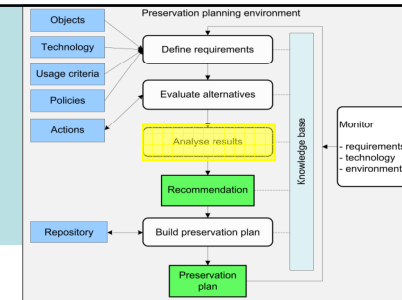 Preservation planning environment
Objects
Technology
Usage criteria
Policies
Actions
Define requirements
Evaluate alternatives
Analyse results
Recommendation
Repository
Build preservation plan
Preservation
plan
Knowledge base
Monitor
- requirements
- technology
- environment